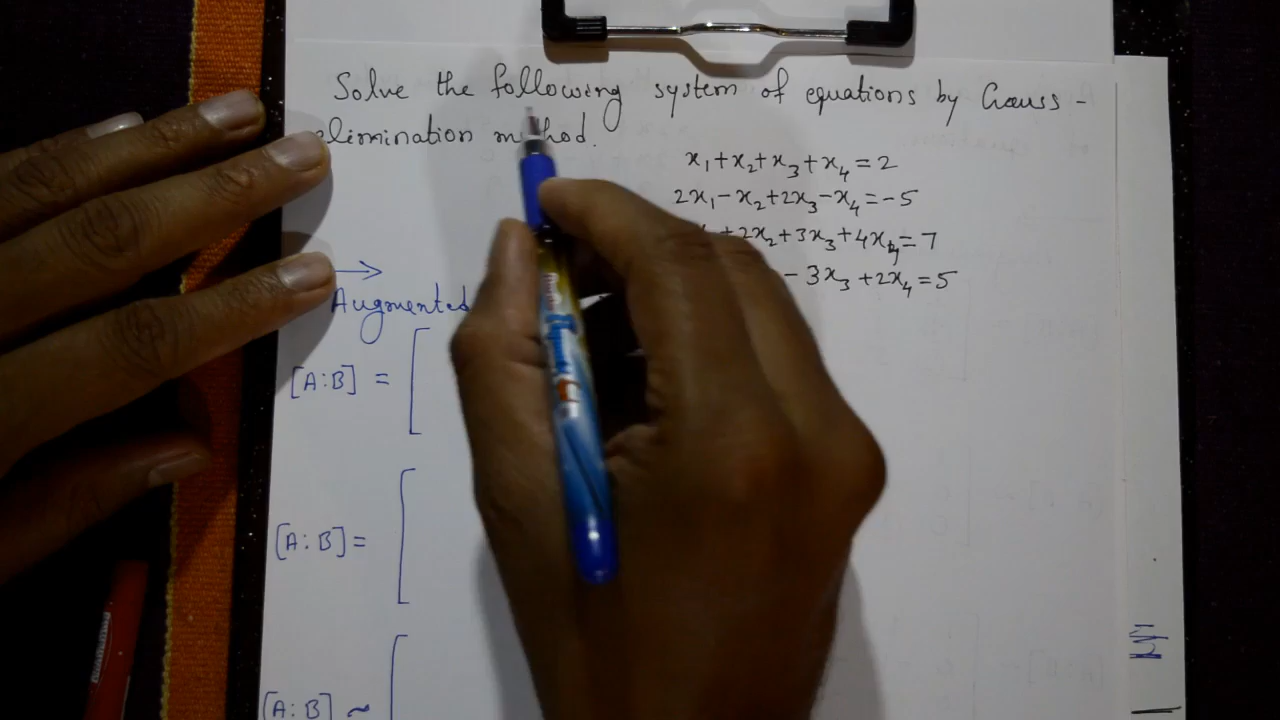 Solve the following system of equations by Gauss -
elimination method.
x₁+x₂+x₃+x₄=2
2x₁-x₂+2x₃-x₄=-5
+2x₂+3x₃+4x₄=7
- 3x₃+2x₄=5
Augmented
[A:B] = [
[A:B]= [
[A:B] ~ [